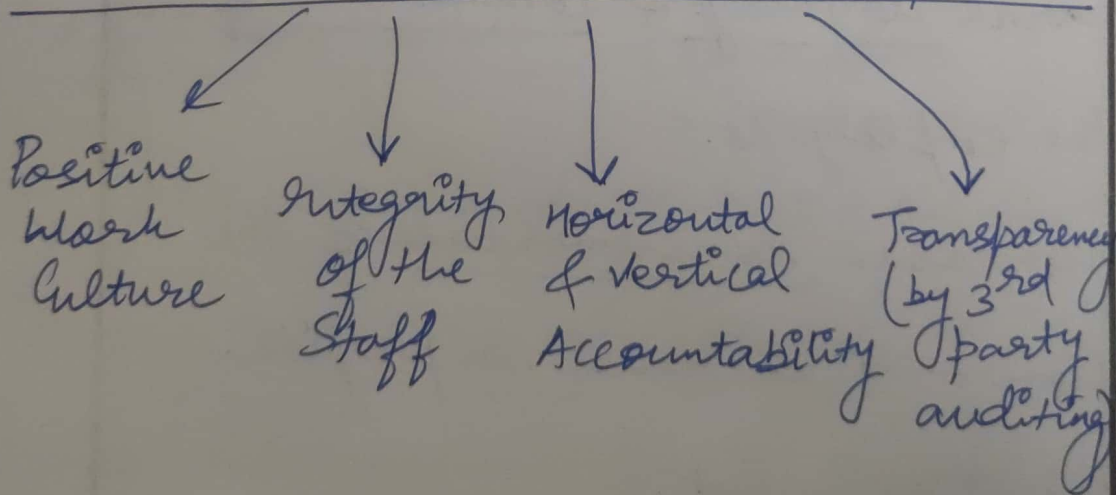 Positive
Work
Culture
Integrity
of the
Staff
Horizontal
& Vertical
Accountability
Transparency
(by 3rd
party
auditing)